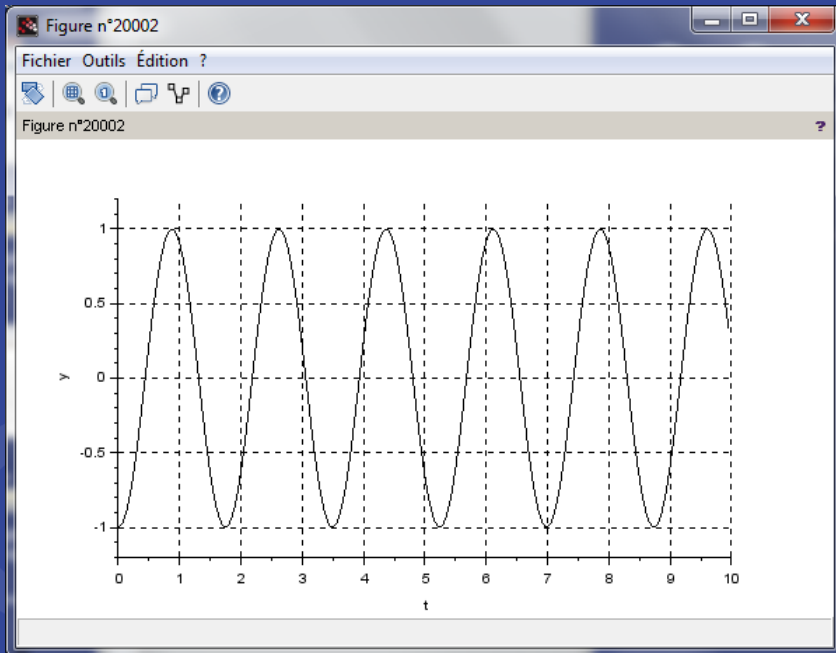 Figure n°20002
Fichier Outils Édition ?
Figure n°20002 ?
1
0.5
y 0
-0.5
-1
0 1 2 3 4 5 6 7 8 9 10
t